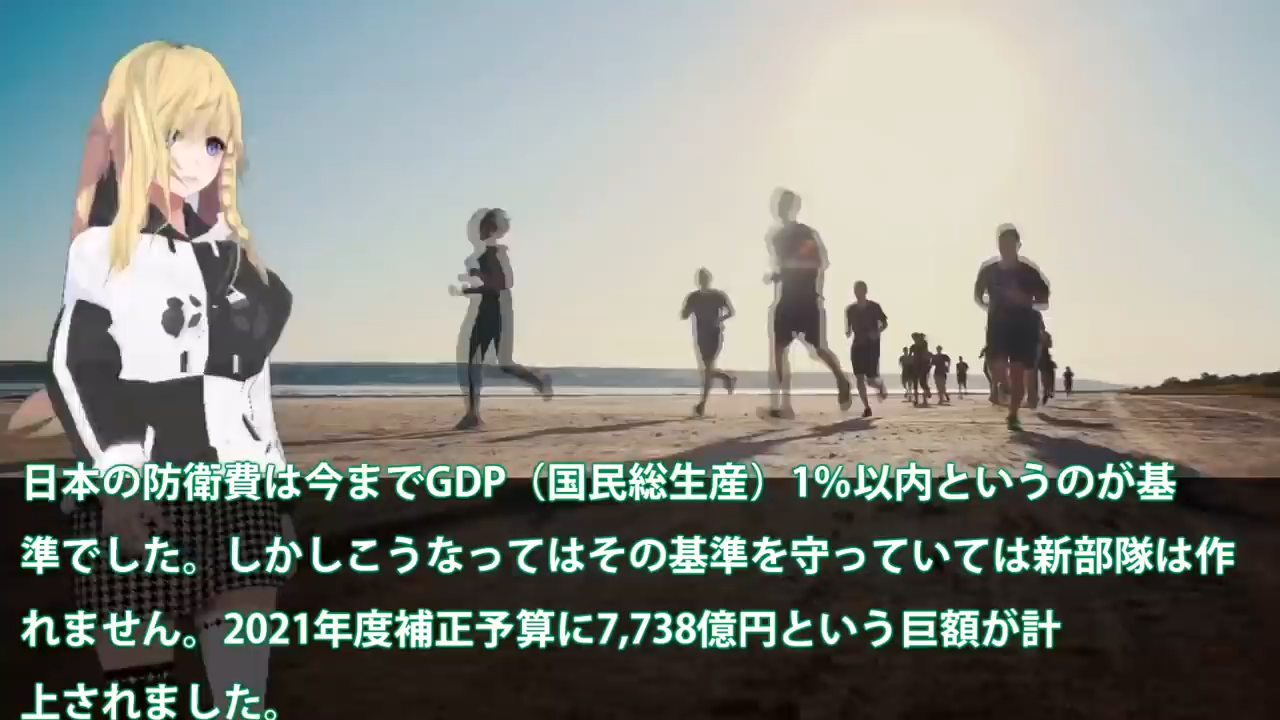 日本の防衛費は今までGDP（国民総生産）1%以内というのが基
準でした。しかしこうなってはその基準を守っていては新部隊は作
れません。2021年度補正予算に7,738億円という巨額が計
上されました。